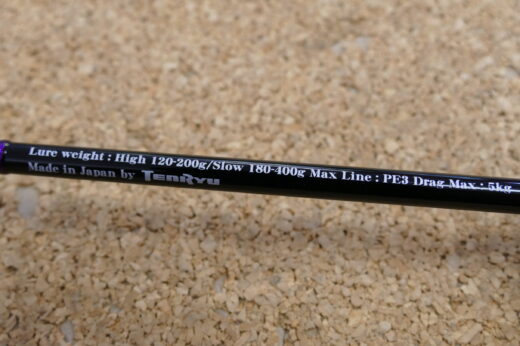 Lure weight : High 120-200g/Slow 180-400g Max Line : PE3 Drag Max : 5kg
Made in Japan by TENRYU